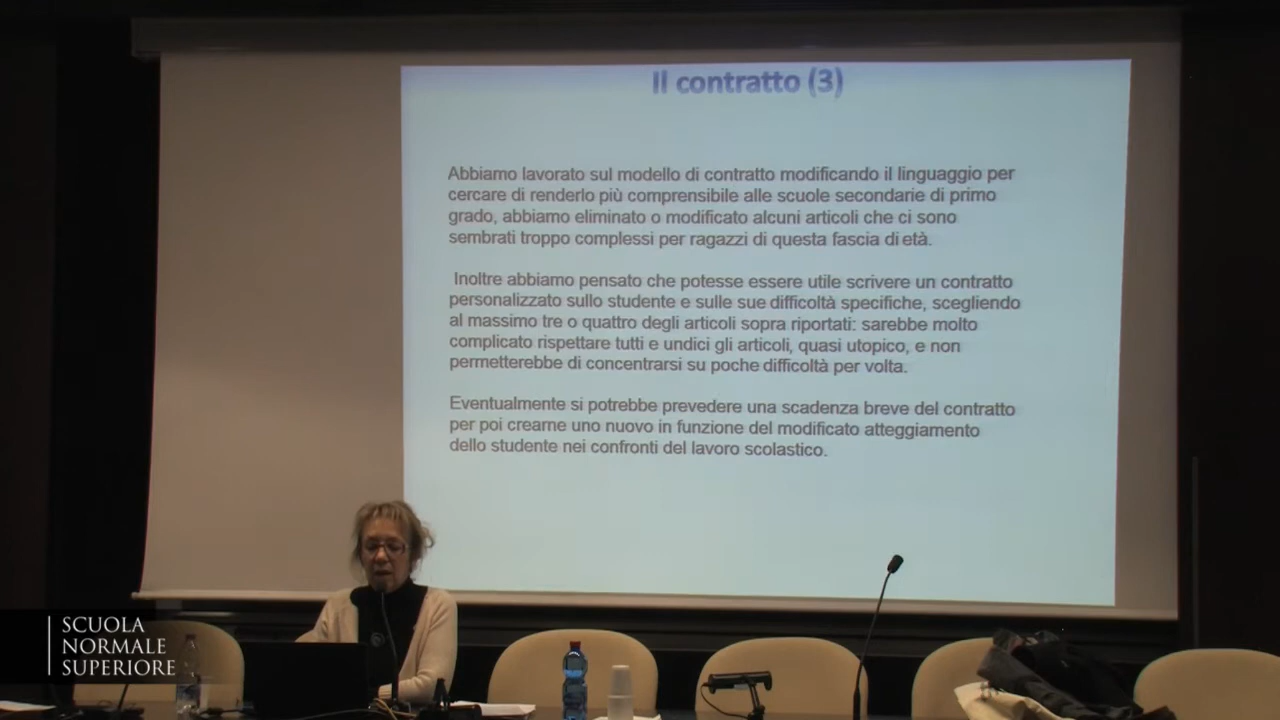 Il contratto (3)
Abbiamo lavorato sul modello di contratto modificando il linguaggio per
cercare di renderlo più comprensibile alle scuole secondarie di primo
grado, abbiamo eliminato o modificato alcuni articoli che ci sono
sembrati troppo complessi per ragazzi di questa fascia di età.
Inoltre abbiamo pensato che potesse essere utile scrivere un contratto
personalizzato sullo studente e sulle sue difficoltà specifiche, scegliendo
al massimo tre o quattro degli articoli sopra riportati: sarebbe molto
complicato rispettare tutti e undici gli articoli, quasi utopico, e non
permetterebbe di concentrarsi su poche difficoltà per volta.
Eventualmente si potrebbe prevedere una scadenza breve del contratto
per poi crearne uno nuovo in funzione del modificato atteggiamento
dello studente nei confronti del lavoro scolastico.
SCUOLA
NORMALE
SUPERIORE